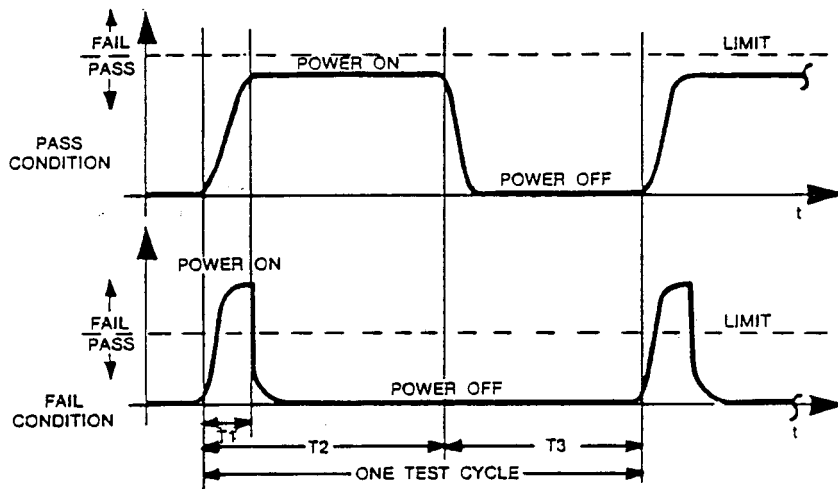 FAIL
PASS
LIMIT
POWER ON
PASS
CONDITION
POWER OFF
t
POWER ON
FAIL
PASS
LIMIT
POWER OFF
FAIL
CONDITION
t
T1
T2
T3
ONE TEST CYCLE